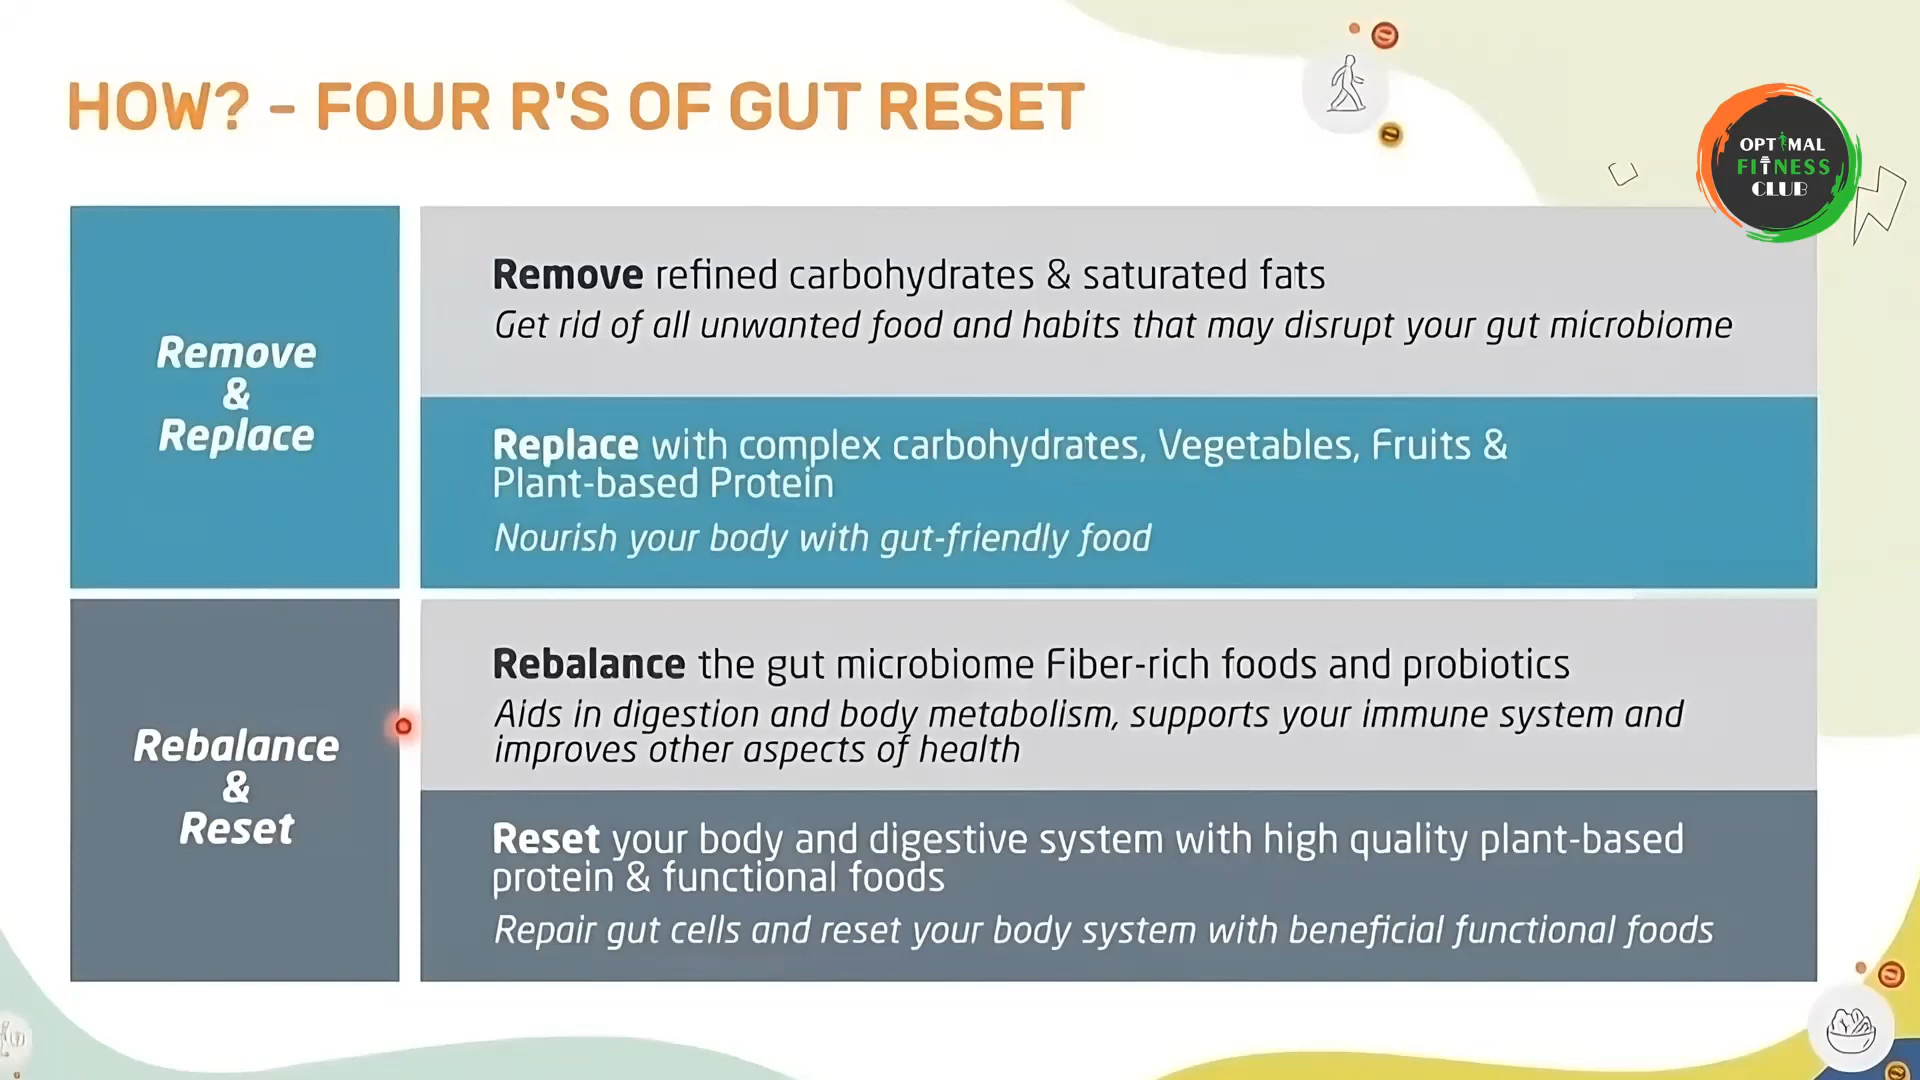 HOW? - FOUR R'S OF GUT RESET
OPTIMAL
FITNESS
CLUB
Remove
&
Replace
Remove refined carbohydrates & saturated fats
Get rid of all unwanted food and habits that may disrupt your gut microbiome
Replace with complex carbohydrates, Vegetables, Fruits &
Plant-based Protein
Nourish your body with gut-friendly food
Rebalance
&
Reset
Rebalance the gut microbiome Fiber-rich foods and probiotics
Aids in digestion and body metabolism, supports your immune system and
improves other aspects of health
Reset your body and digestive system with high quality plant-based
protein & functional foods
Repair gut cells and reset your body system with beneficial functional foods